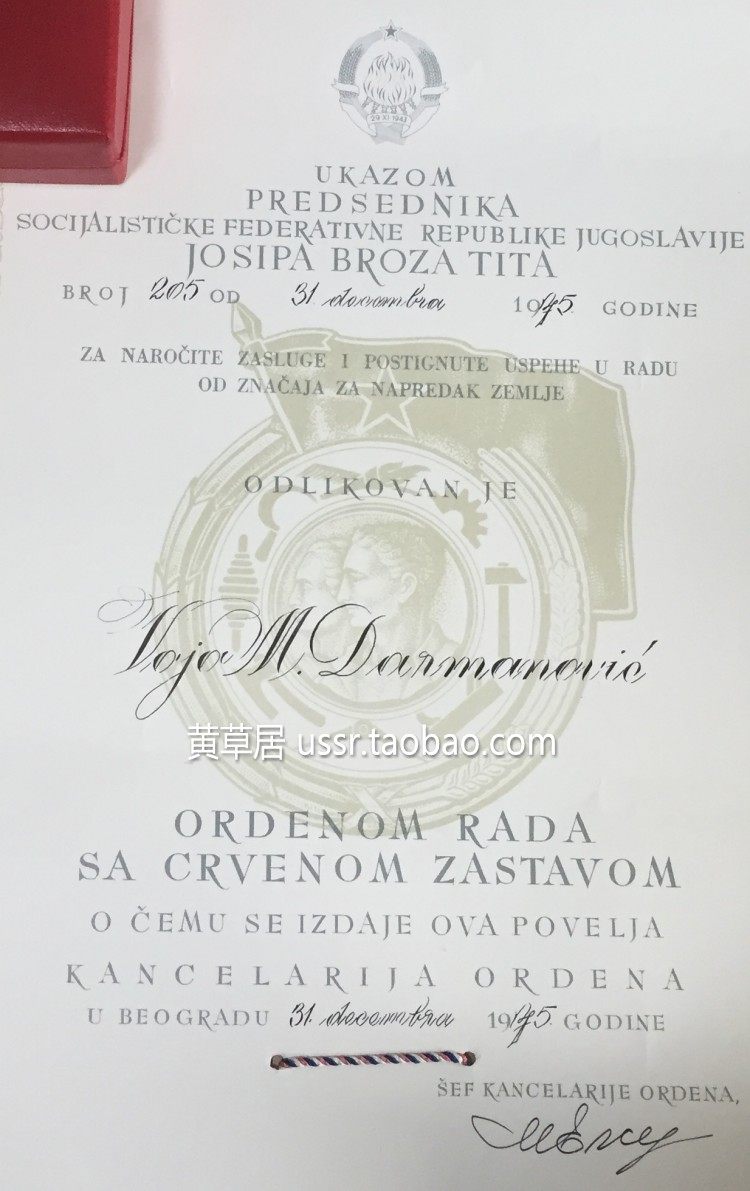 29·XI·1943
UKAZOM
PREDSEDNIKA
SOCIJALISTIČKE FEDERATIVNE REPUBLIKE JUGOSLAVIJE
JOSIPA BROZA TITA
BROJ 205 OD 31. decembra 1975. GODINE
ZA NAROČITE ZASLUGE I POSTIGNUTE USPEHE U RADU
OD ZNAČAJA ZA NAPREDAK ZEMLJE
ODLIKOVAN JE
Vojo M. Darmanović
黄草居 ussr.taobao.com
ORDENOM RADA
SA CRVENOM ZASTAVOM
O ČEMU SE IZDAJE OVA POVELJA
KANCELARIJA ORDENA
U BEOGRADU 31. decembra 1975. GODINE
ŠEF KANCELARIJE ORDENA,